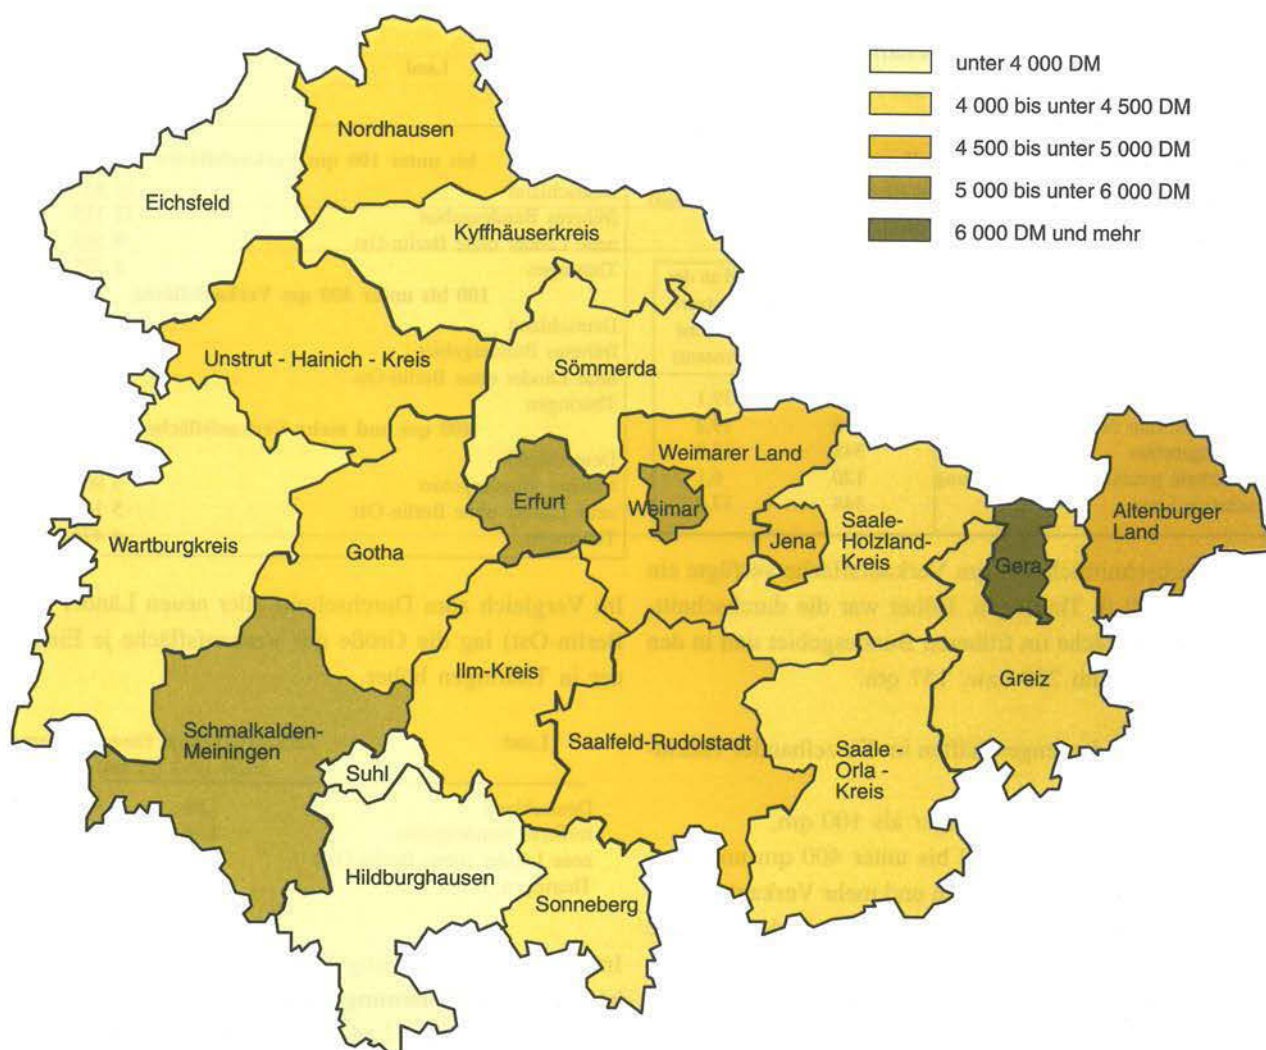 unter 4 000 DM
4 000 bis unter 4 500 DM
4 500 bis unter 5 000 DM
5 000 bis unter 6 000 DM
6 000 DM und mehr
Nordhausen
Eichsfeld
Kyffhäuserkreis
Unstrut - Hainich - Kreis
Sömmerda
Weimarer Land
Erfurt
Weimar
Wartburgkreis
Gotha
Jena
Saale-
Holzland-
Kreis
Gera
Altenburger
Land
Ilm-Kreis
Greiz
Schmalkalden-
Meiningen
Saalfeld-Rudolstadt
Suhl
Saale -
Orla -
Kreis
Hildburghausen
Sonneberg